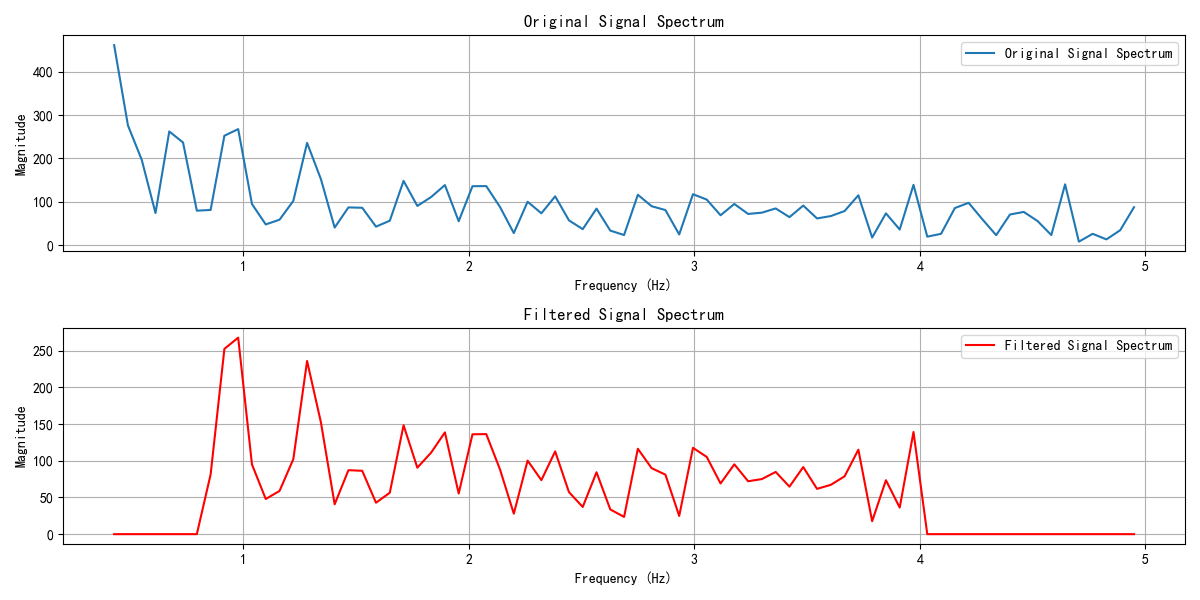 Original Signal Spectrum
Original Signal Spectrum
Magnitude
400
300
200
100
0
1
2
3
4
5
Frequency (Hz)
Filtered Signal Spectrum
Filtered Signal Spectrum
Magnitude
250
200
150
100
50
0
1
2
3
4
5
Frequency (Hz)